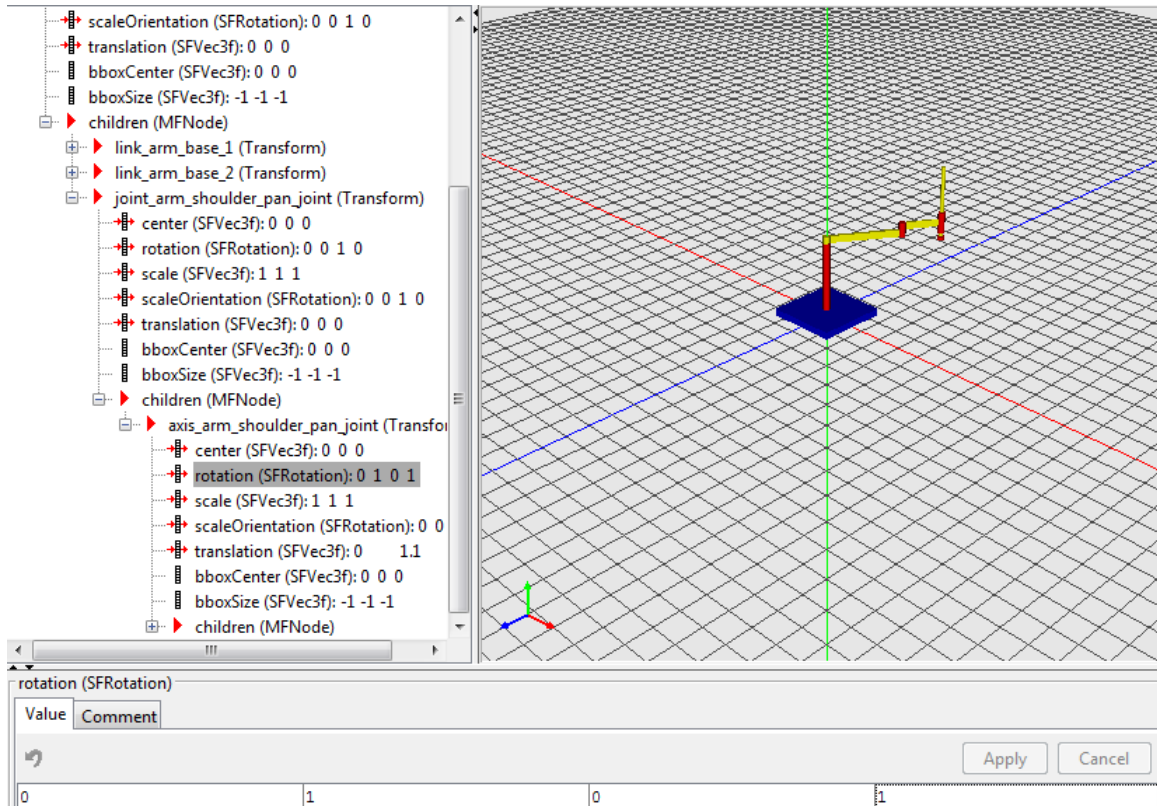 scaleOrientation (SFRotation): 0 0 1 0
translation (SFVec3f): 0 0 0
bboxCenter (SFVec3f): 0 0 0
bboxSize (SFVec3f): -1 -1 -1
children (MFNode)
link_arm_base_1 (Transform)
link_arm_base_2 (Transform)
joint_arm_shoulder_pan_joint (Transform)
center (SFVec3f): 0 0 0
rotation (SFRotation): 0 0 1 0
scale (SFVec3f): 1 1 1
scaleOrientation (SFRotation): 0 0 1 0
translation (SFVec3f): 0 0 0
bboxCenter (SFVec3f): 0 0 0
bboxSize (SFVec3f): -1 -1 -1
children (MFNode)
axis_arm_shoulder_pan_joint (Transfor
center (SFVec3f): 0 0 0
rotation (SFRotation): 0 1 0 1
scale (SFVec3f): 1 1 1
scaleOrientation (SFRotation): 0 0
translation (SFVec3f): 0 1.1
bboxCenter (SFVec3f): 0 0 0
bboxSize (SFVec3f): -1 -1 -1
children (MFNode)
rotation (SFRotation)
Value Comment
Apply Cancel
0 1 0 1